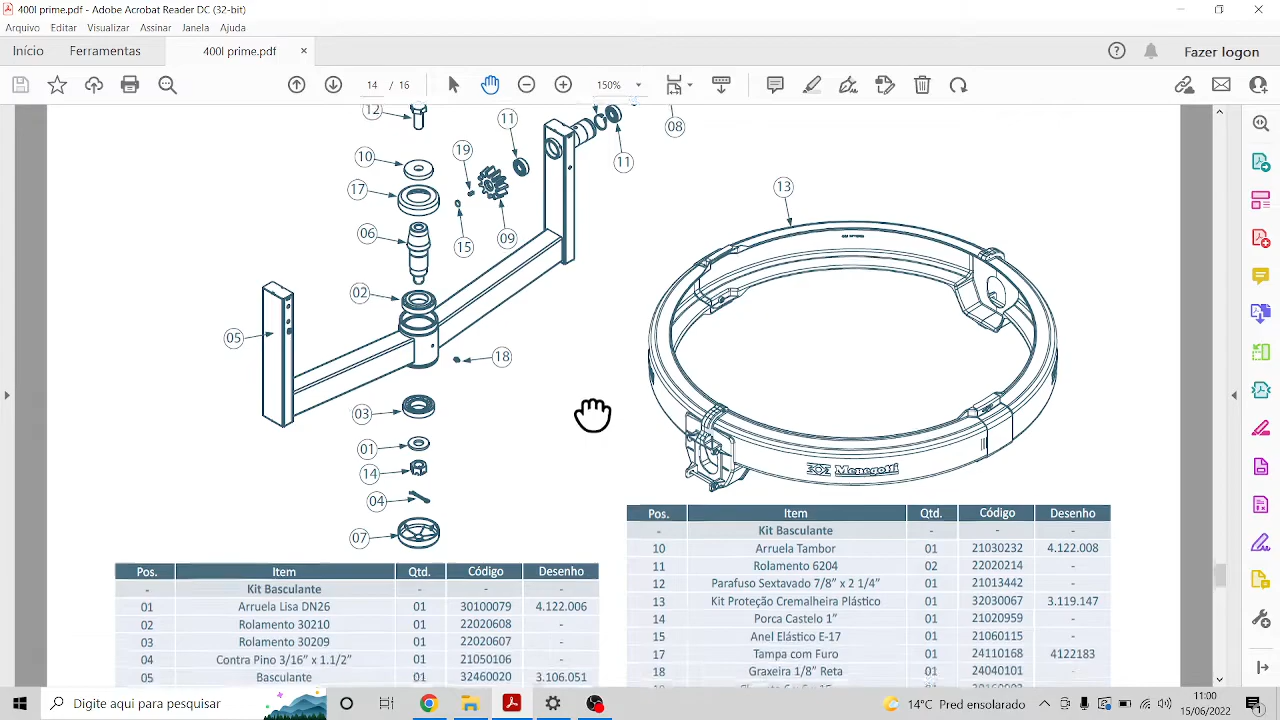 400l prime.pdf - Adobe Acrobat Reader DC (32-bit)
Arquivo Editar Visualizar Assinar Janela Ajuda
Início Ferramentas 400l prime.pdf × ? Fazer logon
14 / 16 150%
12
08
11
11
10
19
17
13
06
15
09
02
05
18
03
01
14
04
07
Menegotti
Pos. Item Qtd. Código Desenho
- Kit Basculante - - -
01 Arruela Lisa DN26 01 30100079 4.122.006
02 Rolamento 30210 01 22020608 -
03 Rolamento 30209 01 22020607 -
04 Contra Pino 3/16" x 1.1/2" 01 21050106 -
05 Basculante 01 32460020 3.106.051
Pos. Item Qtd. Código Desenho
- Kit Basculante - - -
10 Arruela Tambor 01 21030232 4.122.008
11 Rolamento 6204 02 22020214 -
12 Parafuso Sextavado 7/8" x 2 1/4" 01 21013442 -
13 Kit Proteção Cremalheira Plástico 01 32030067 3.119.147
14 Porca Castelo 1" 01 21020959 -
15 Anel Elástico E-17 01 21060115 -
17 Tampa com Furo 01 24110168 4122183
18 Graxeira 1/8" Reta 01 24040101 -
Digite aqui para pesquisar
14°C Pred ensolarado
11:00
15/06/2022